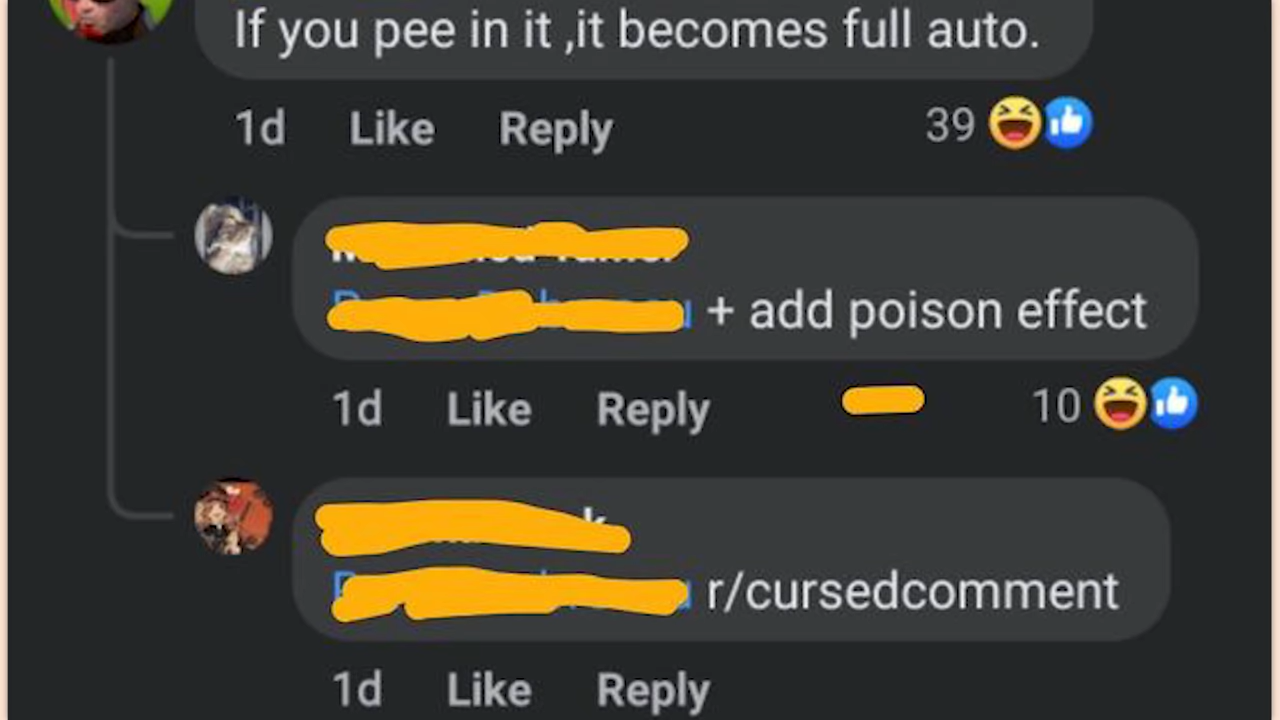 If you pee in it ,it becomes full auto.
1d Like Reply 39
+ add poison effect
1d Like Reply 10
r/cursedcomment
1d Like Reply